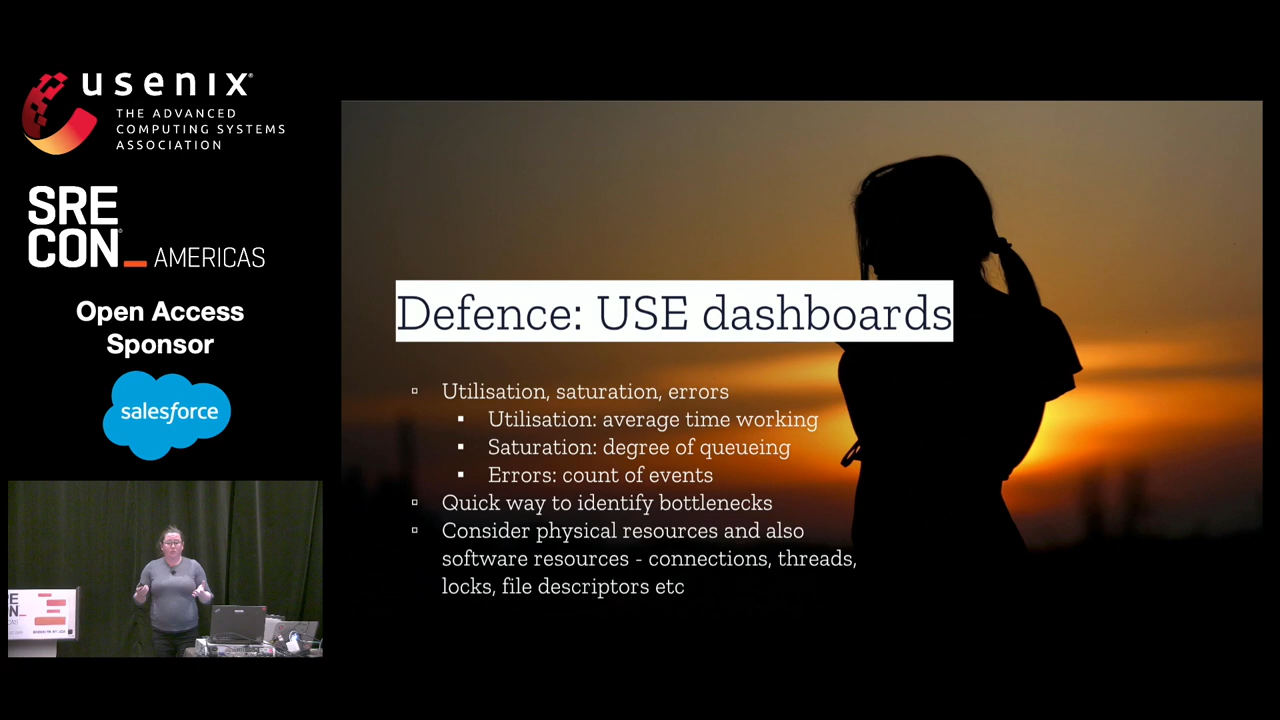 usenix®
THE ADVANCED
COMPUTING SYSTEMS
ASSOCIATION
SRE
CON_ AMERICAS
Open Access
Sponsor
salesforce
Defence: USE dashboards
▫ Utilisation, saturation, errors
▪ Utilisation: average time working
▪ Saturation: degree of queueing
▪ Errors: count of events
▫ Quick way to identify bottlenecks
▫ Consider physical resources and also
software resources - connections, threads,
locks, file descriptors etc